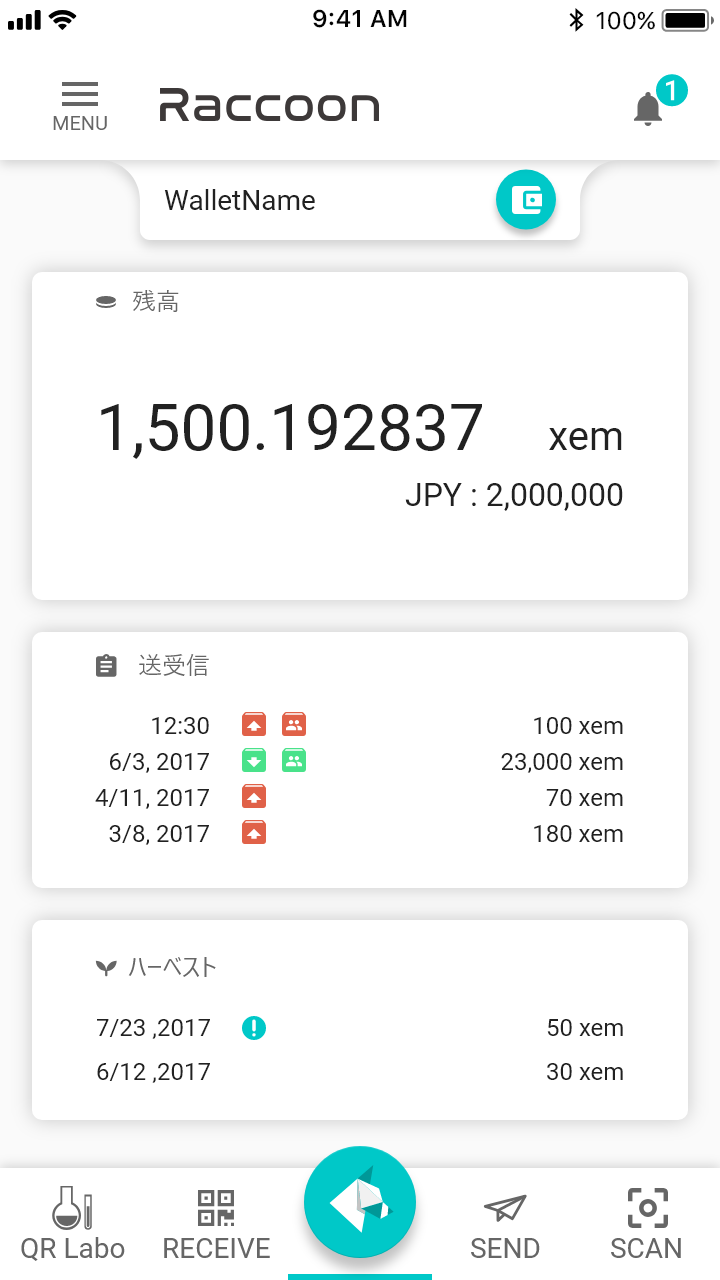 9:41 AM 100%
MENU Raccoon 1
WalletName
残高
1,500.192837 xem
JPY : 2,000,000
送受信
12:30 100 xem
6/3, 2017 23,000 xem
4/11, 2017 70 xem
3/8, 2017 180 xem
ハーベスト
7/23 ,2017 50 xem
6/12 ,2017 30 xem
QR Labo RECEIVE SEND SCAN